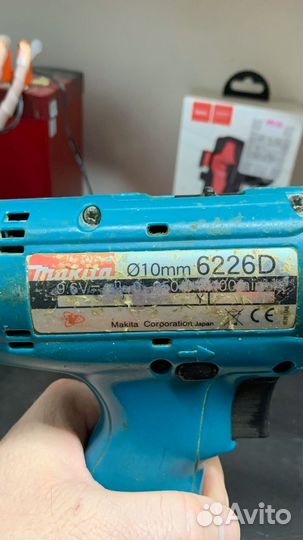 makita
Ø10mm 6226D
9.6V
Makita Corporation Japan
CE
Avito